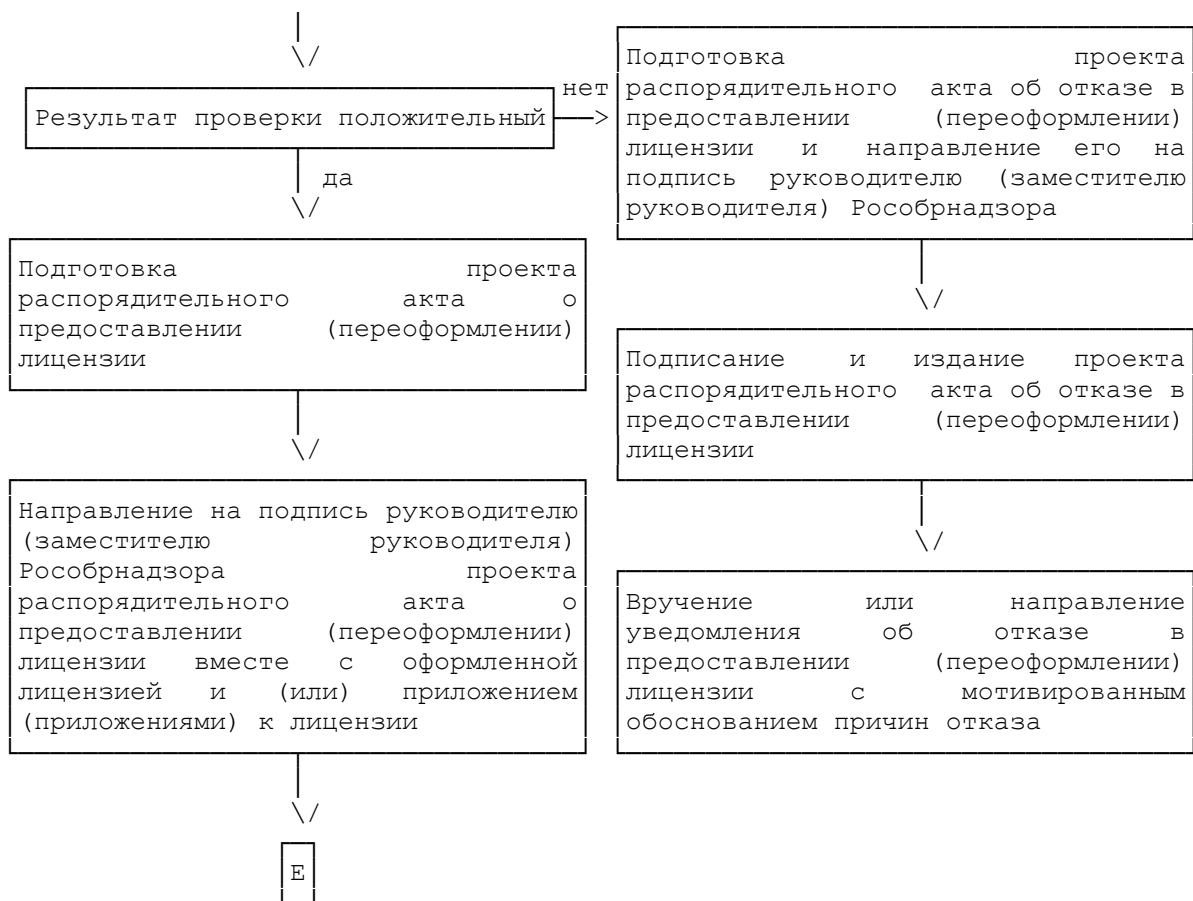 Результат проверки положительный
нет
да
Подготовка проекта
распорядительного акта об отказе в
предоставлении (переоформлении)
лицензии и направление его на
подпись руководителю (заместителю
руководителя) Рособрнадзора
Подготовка проекта
распорядительного акта о
предоставлении (переоформлении)
лицензии
Подписание и издание проекта
распорядительного акта об отказе в
предоставлении (переоформлении)
лицензии
Направление на подпись руководителю
(заместителю руководителя)
Рособрнадзора проекта
распорядительного акта о
предоставлении (переоформлении)
лицензии вместе с оформленной
лицензией и (или) приложением
(приложениями) к лицензии
Вручение или направление
уведомления об отказе в
предоставлении (переоформлении)
лицензии с мотивированным
обоснованием причин отказа
Е